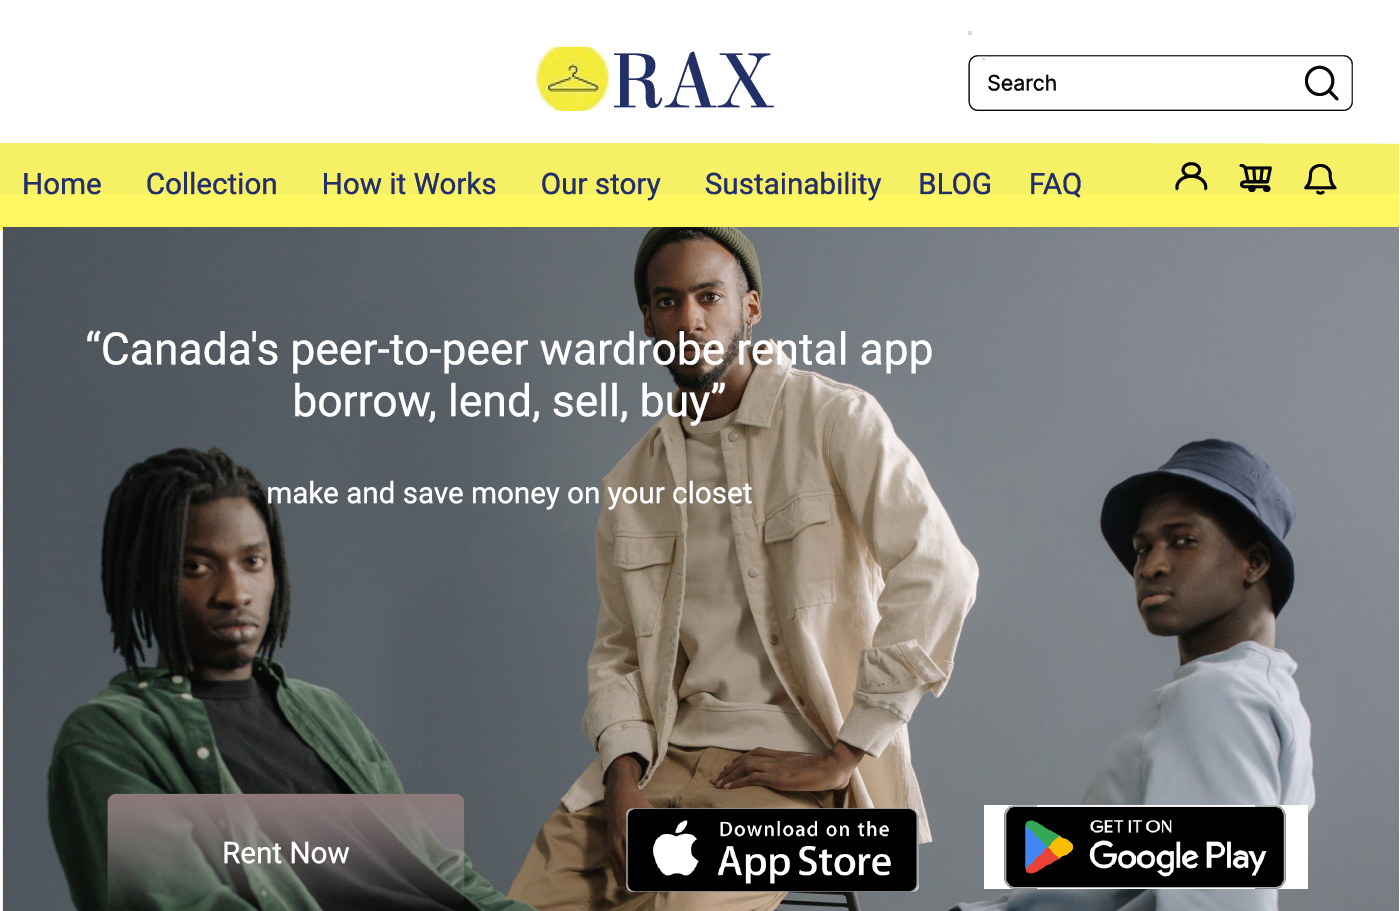 RAX
Search
Home Collection How it Works Our story Sustainability BLOG FAQ
“Canada's peer-to-peer wardrobe rental app
borrow, lend, sell, buy”
make and save money on your closet
Rent Now
Download on the
App Store
GET IT ON
Google Play